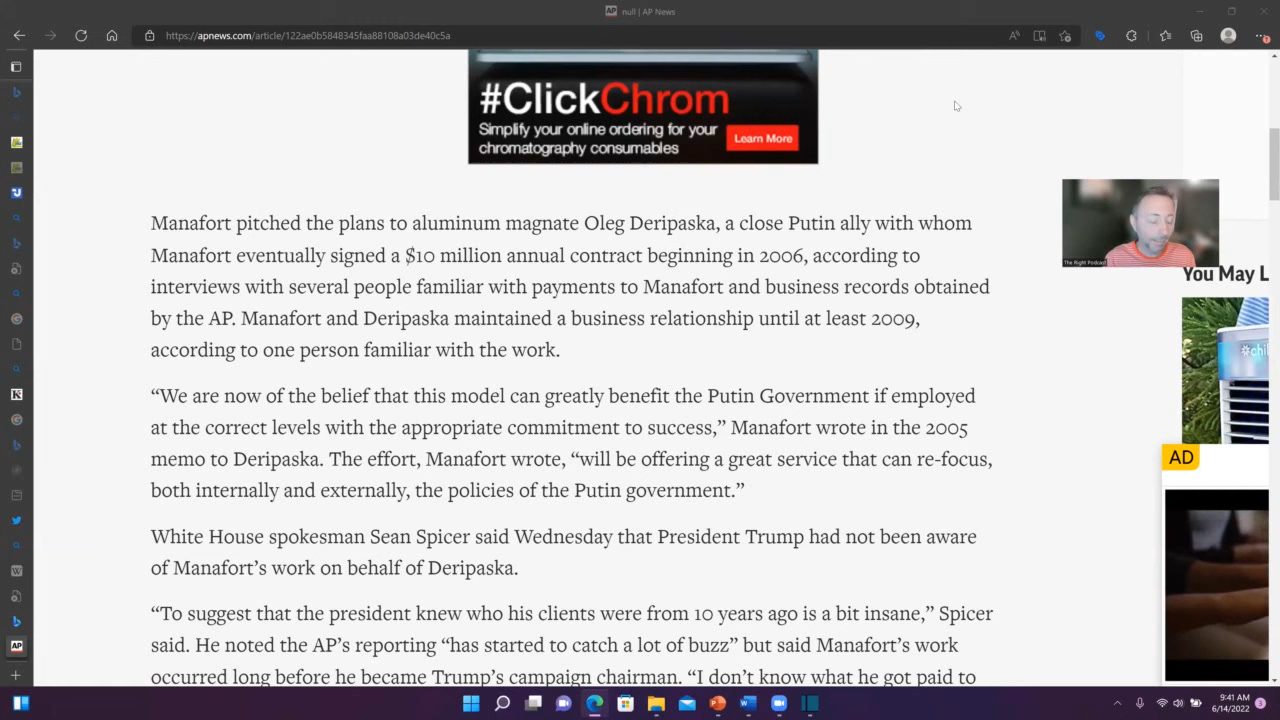 null | AP News
https://apnews.com/article/122ae0b5848345faa88108a03de40c5a
#ClickChrom
Simplify your online ordering for your
chromatography consumables
Learn More
Manafort pitched the plans to aluminum magnate Oleg Deripaska, a close Putin ally with whom
Manafort eventually signed a $10 million annual contract beginning in 2006, according to
interviews with several people familiar with payments to Manafort and business records obtained
by the AP. Manafort and Deripaska maintained a business relationship until at least 2009,
according to one person familiar with the work.
“We are now of the belief that this model can greatly benefit the Putin Government if employed
at the correct levels with the appropriate commitment to success,” Manafort wrote in the 2005
memo to Deripaska. The effort, Manafort wrote, “will be offering a great service that can re-focus,
both internally and externally, the policies of the Putin government.”
White House spokesman Sean Spicer said Wednesday that President Trump had not been aware
of Manafort’s work on behalf of Deripaska.
“To suggest that the president knew who his clients were from 10 years ago is a bit insane,” Spicer
said. He noted the AP’s reporting “has started to catch a lot of buzz” but said Manafort’s work
occurred long before he became Trump’s campaign chairman. “I don’t know what he got paid to
The Right Podcast
You May L
#chil
AD
9:41 AM
6/14/2022